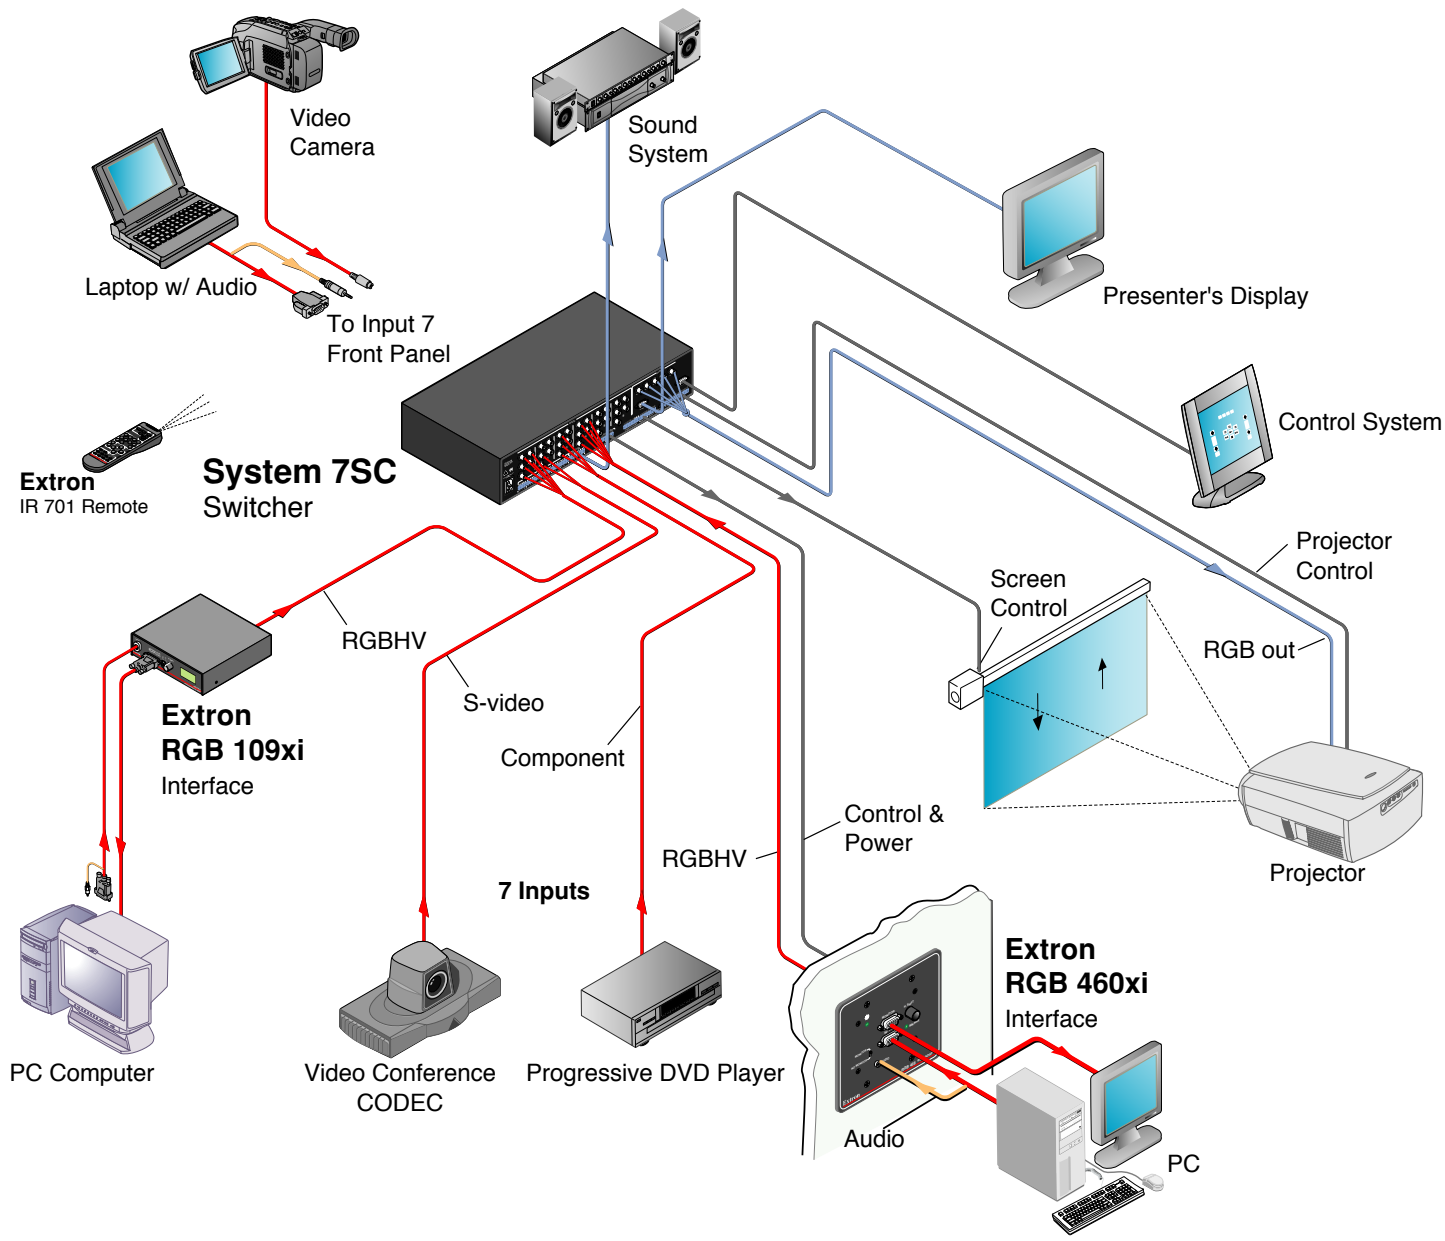 Video
Camera
Sound
System
Laptop w/ Audio
To Input 7
Front Panel
Presenter's Display
Control System
Extron
IR 701 Remote
System 7SC
Switcher
Projector
Control
Screen
Control
RGBHV
RGB out
S-video
Extron
RGB 109xi
Interface
Component
Control &
Power
RGBHV
7 Inputs
Projector
Extron
RGB 460xi
Interface
PC Computer
Video Conference
CODEC
Progressive DVD Player
Extron
Audio
PC